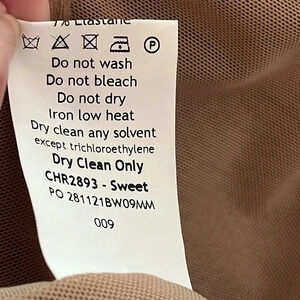 7% Elastane
P
Do not wash
Do not bleach
Do not dry
Iron low heat
Dry clean any solvent
except trichloroethylene
Dry Clean Only
CHR2893 - Sweet
PO 281121BW09MM
009